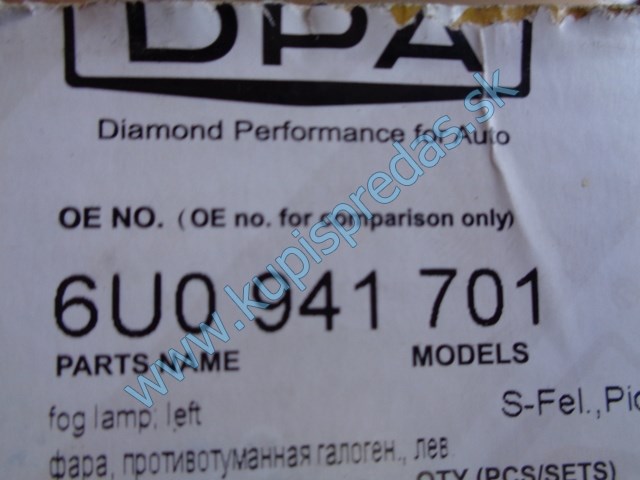 DPA
Diamond Performance for Auto
OE NO. (OE no. for comparison only)
6U0 941 701
PARTS NAME MODELS
fog lamp; left S-Fel.,Pic
фара, противотуманная галоген., лев.
QTY (PCS/SETS)
www.kupispredas.sk